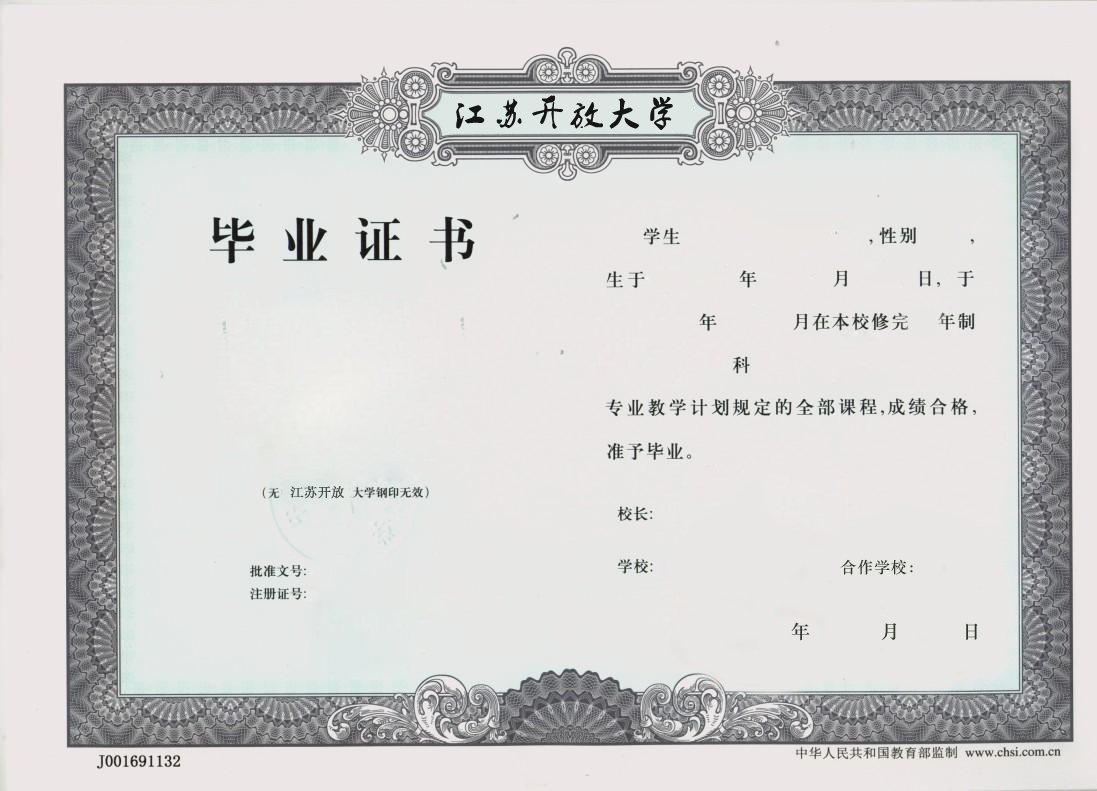 江苏开放大学
毕业证书
学生 ,性别 ,
生于 年 月 日, 于
年 月在本校修完 年制
科
专业教学计划规定的全部课程,成绩合格,
准予毕业。
(无 江苏开放 大学钢印无效)
校长:
批准文号:
注册证号:
学校: 合作学校:
年 月 日
J001691132
中华人民共和国教育部监制 www.chsi.com.cn